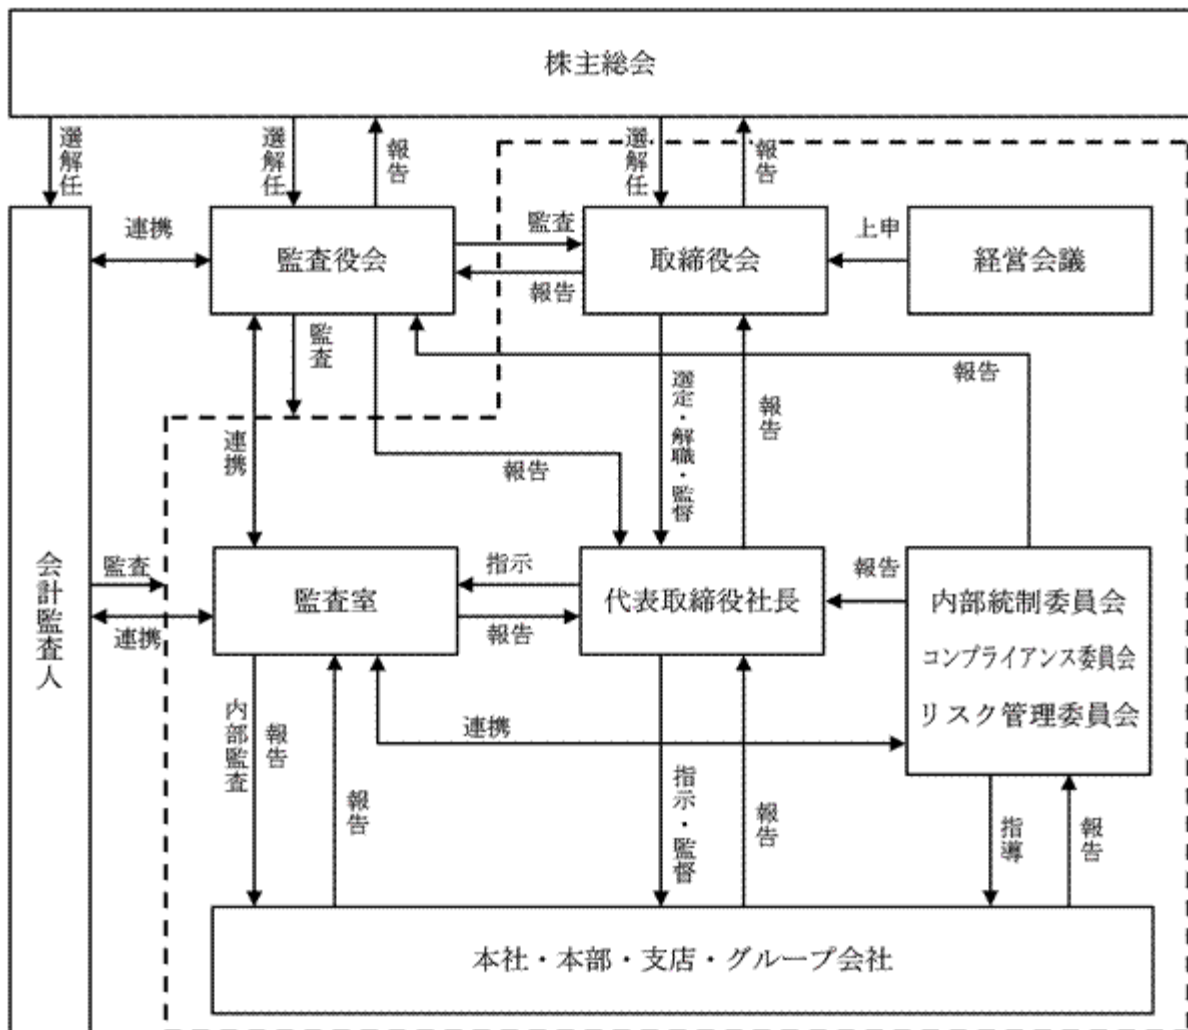 株主総会
選解任
選解任
報告
選解任
報告
連携
監査役会
監査
報告
取締役会
上申
経営会議
監査
報告
連携
報告
選定・解職・監督
報告
会計監査人
監査
連携
監査室
指示
報告
代表取締役社長
報告
内部統制委員会
コンプライアンス委員会
リスク管理委員会
内部監査
報告
報告
連携
指示・監督
報告
指導
報告
本社・本部・支店・グループ会社